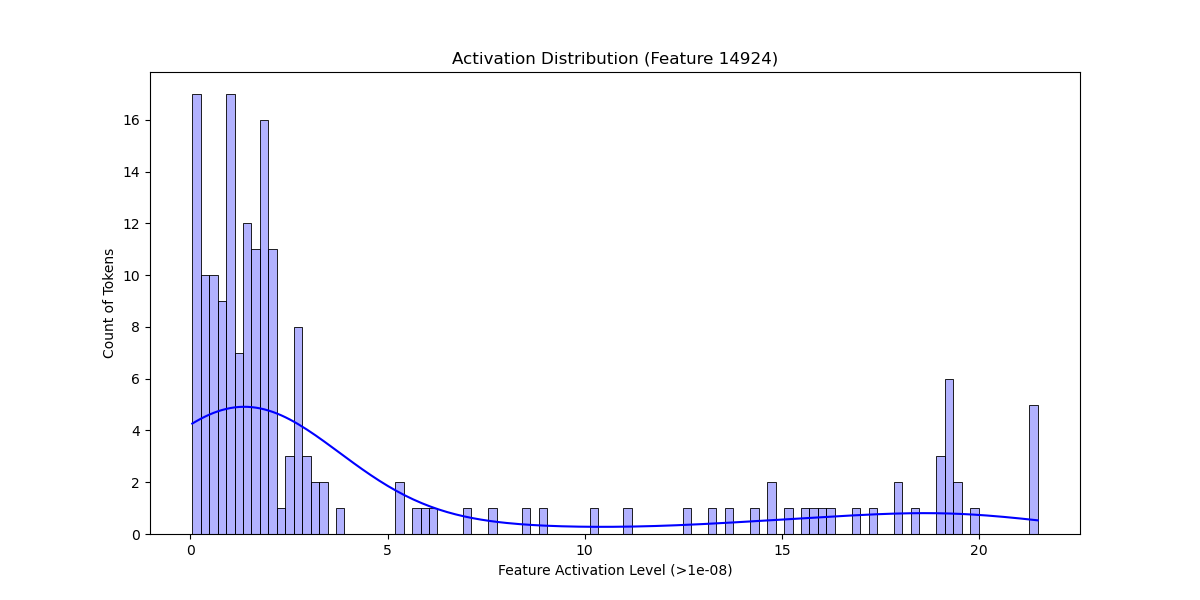 Activation Distribution (Feature 14924)
16
14
12
10
8
6
4
2
0
Count of Tokens
0 5 10 15 20
Feature Activation Level (>1e-08)